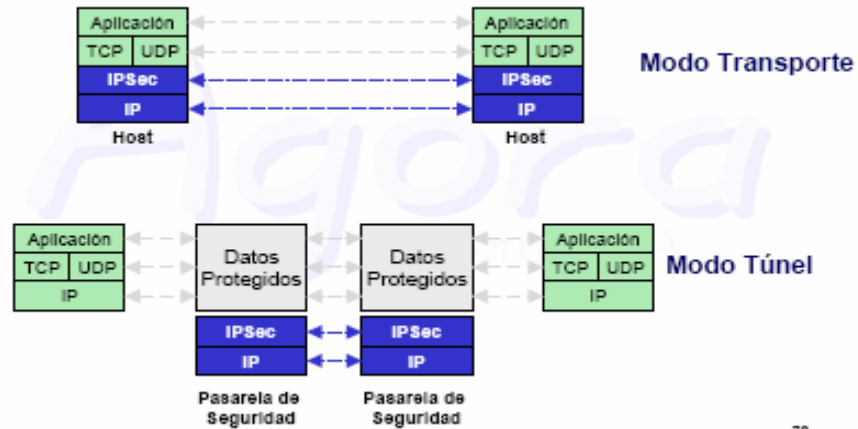 Aplicación
TCP UDP
IPSec
IP
Host
Aplicación
TCP UDP
IPSec
IP
Host
Modo Transporte
Agora
Aplicación
TCP UDP
IP
Datos
Protegidos
IPSec
IP
Pasarela de
Seguridad
Datos
Protegidos
IPSec
IP
Pasarela de
Seguridad
Aplicación
TCP UDP
IP
Modo Túnel